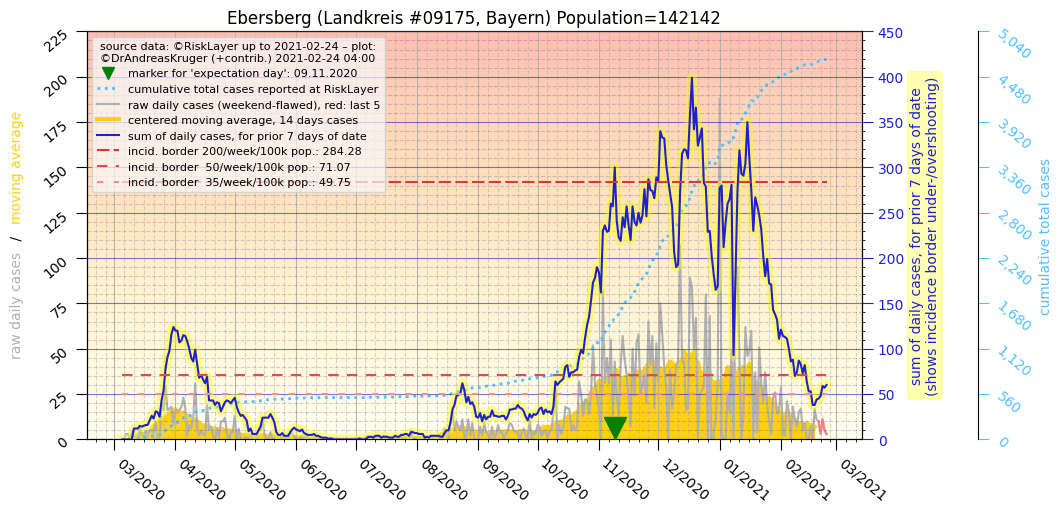 Ebersberg (Landkreis #09175, Bayern) Population=142142
source data: ©RiskLayer up to 2021-02-24 – plot:
©DrAndreasKruger (+contrib.) 2021-02-24 04:00
marker for 'expectation day': 09.11.2020
cumulative total cases reported at RiskLayer
raw daily cases (weekend-flawed), red: last 5
centered moving average, 14 days cases
sum of daily cases, for prior 7 days of date
incid. border 200/week/100k pop.: 284.28
incid. border  50/week/100k pop.: 71.07
incid. border  35/week/100k pop.: 49.75
raw daily cases  /  moving average
225
200
175
150
125
100
75
50
25
0
03/2020
04/2020
05/2020
06/2020
07/2020
08/2020
09/2020
10/2020
11/2020
12/2020
01/2021
02/2021
03/2021
450
400
350
300
250
200
150
100
50
0
sum of daily cases, for prior 7 days of date
(shows incidence border under-/overshooting)
5,040
4,480
3,920
3,360
2,800
2,240
1,680
1,120
560
0
cumulative total cases